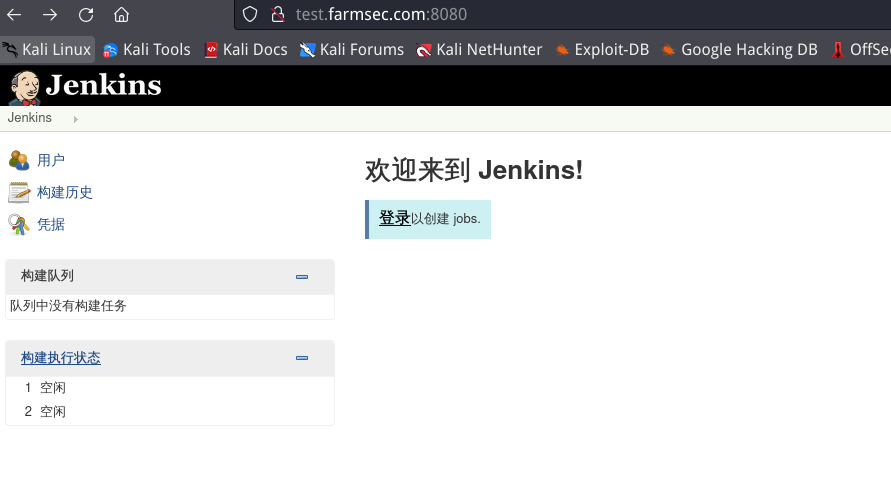 test.farmsec.com:8080
Kali Linux Kali Tools Kali Docs Kali Forums Kali NetHunter Exploit-DB Google Hacking DB OffSe
Jenkins
Jenkins
用户
构建历史
凭据
欢迎来到 Jenkins!
登录以创建 jobs.
构建队列
队列中没有构建任务
构建执行状态
1 空闲
2 空闲